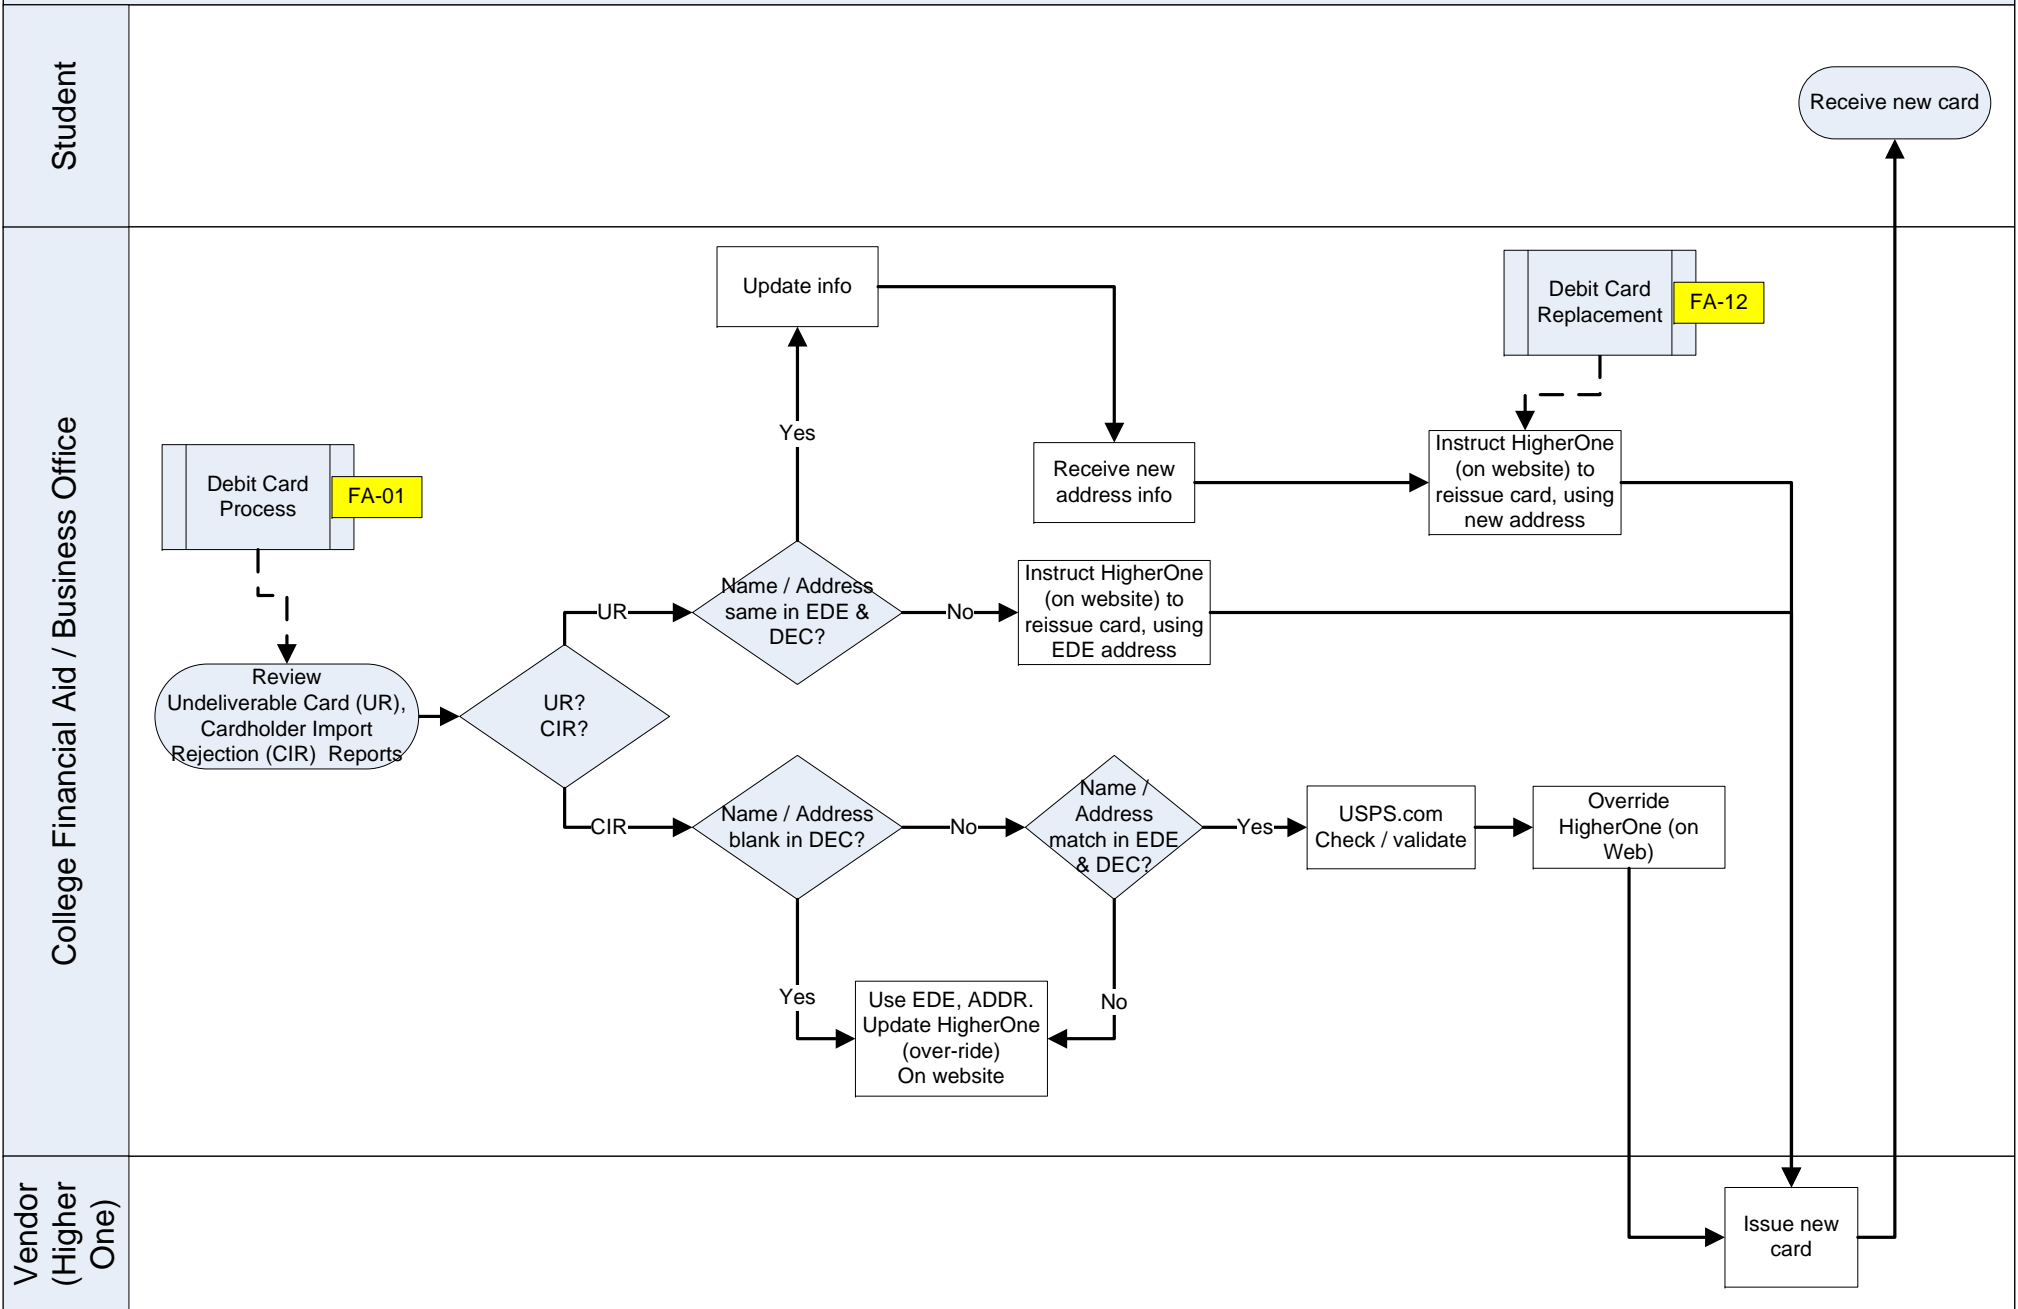 Student
Receive new card
College Financial Aid / Business Office
Update info
Debit Card
Replacement
FA-12
Yes
Debit Card
Process
FA-01
Receive new
address info
Instruct HigherOne
(on website) to
reissue card, using
new address
UR
Name / Address
same in EDE &
DEC?
No
Instruct HigherOne
(on website) to
reissue card, using
EDE address
Review
Undeliverable Card (UR),
Cardholder Import
Rejection (CIR)  Reports
UR?
CIR?
CIR
Name / Address
blank in DEC?
No
Name /
Address
match in EDE
& DEC?
Yes
USPS.com
Check / validate
Override
HigherOne (on
Web)
Yes
Use EDE, ADDR.
Update HigherOne
(over-ride)
On website
No
Vendor
(Higher
One)
Issue new
card